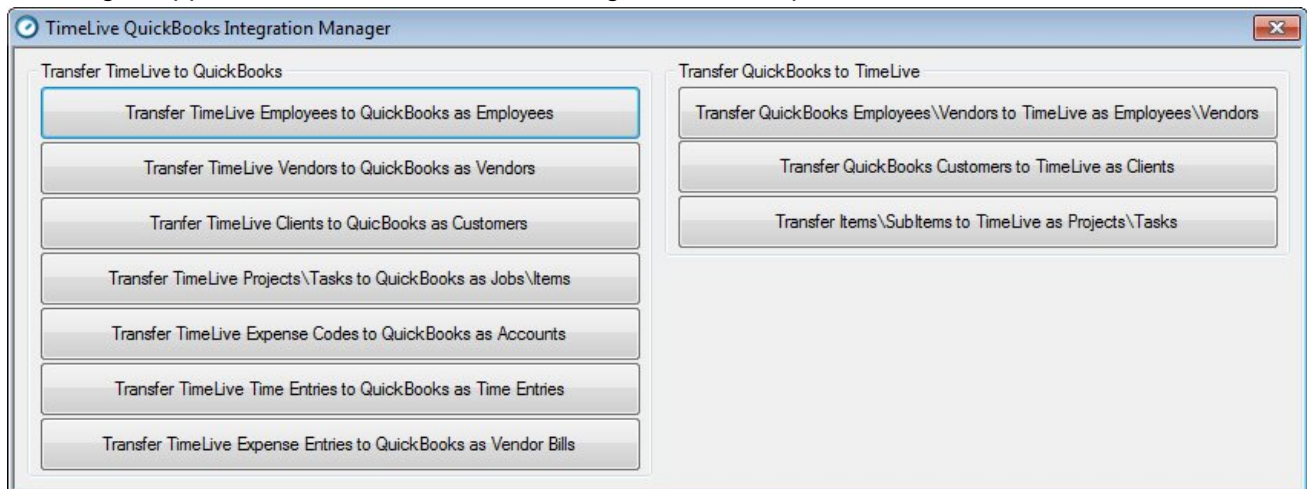 TimeLive QuickBooks Integration Manager
Transfer TimeLive to QuickBooks
Transfer TimeLive Employees to QuickBooks as Employees
Transfer TimeLive Vendors to QuickBooks as Vendors
Tranfer TimeLive Clients to QuicBooks as Customers
Transfer TimeLive Projects\Tasks to QuickBooks as Jobs\Items
Transfer TimeLive Expense Codes to QuickBooks as Accounts
Transfer TimeLive Time Entries to QuickBooks as Time Entries
Transfer TimeLive Expense Entries to QuickBooks as Vendor Bills
Transfer QuickBooks to TimeLive
Transfer QuickBooks Employees\Vendors to TimeLive as Employees\Vendors
Transfer QuickBooks Customers to TimeLive as Clients
Transfer Items\SubItems to TimeLive as Projects\Tasks